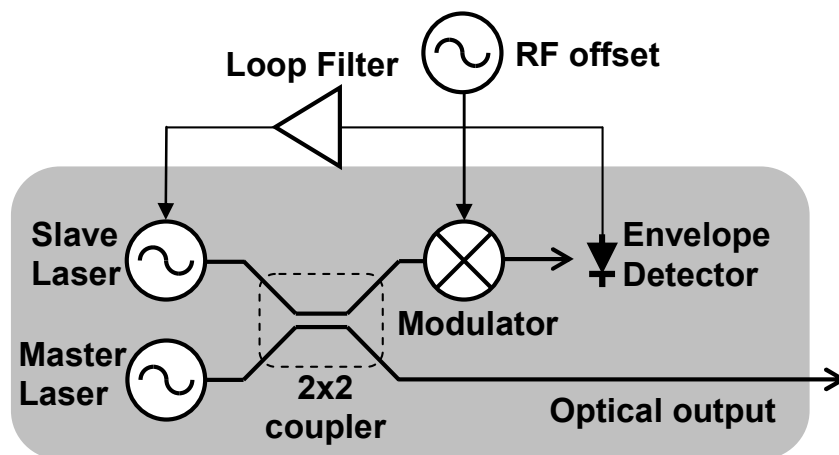 RF offset
Loop Filter
Slave
Laser
Envelope
Detector
Modulator
Master
Laser
2x2
coupler
Optical output